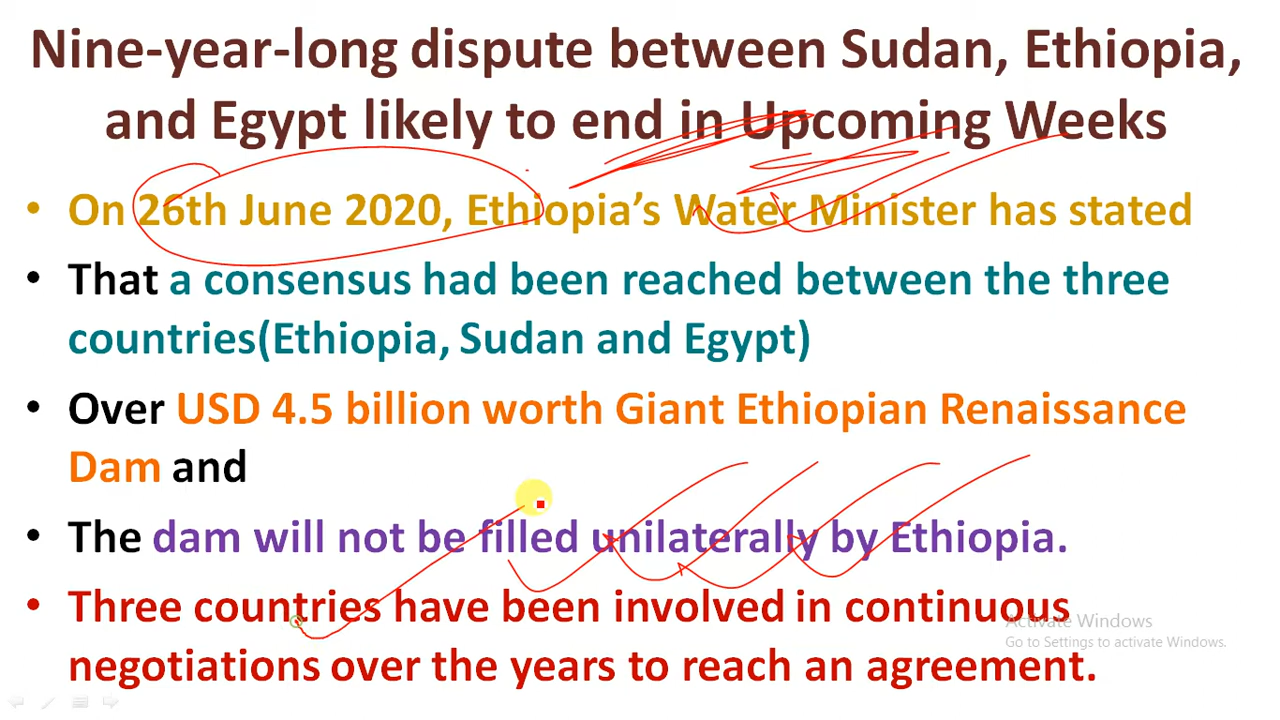 Nine-year-long dispute between Sudan, Ethiopia,
and Egypt likely to end in Upcoming Weeks
• On 26th June 2020, Ethiopia’s Water Minister has stated
• That a consensus had been reached between the three
countries(Ethiopia, Sudan and Egypt)
• Over USD 4.5 billion worth Giant Ethiopian Renaissance
Dam and
• The dam will not be filled unilaterally by Ethiopia.
• Three countries have been involved in continuous
negotiations over the years to reach an agreement.
Activate Windows
Go to Settings to activate Windows.